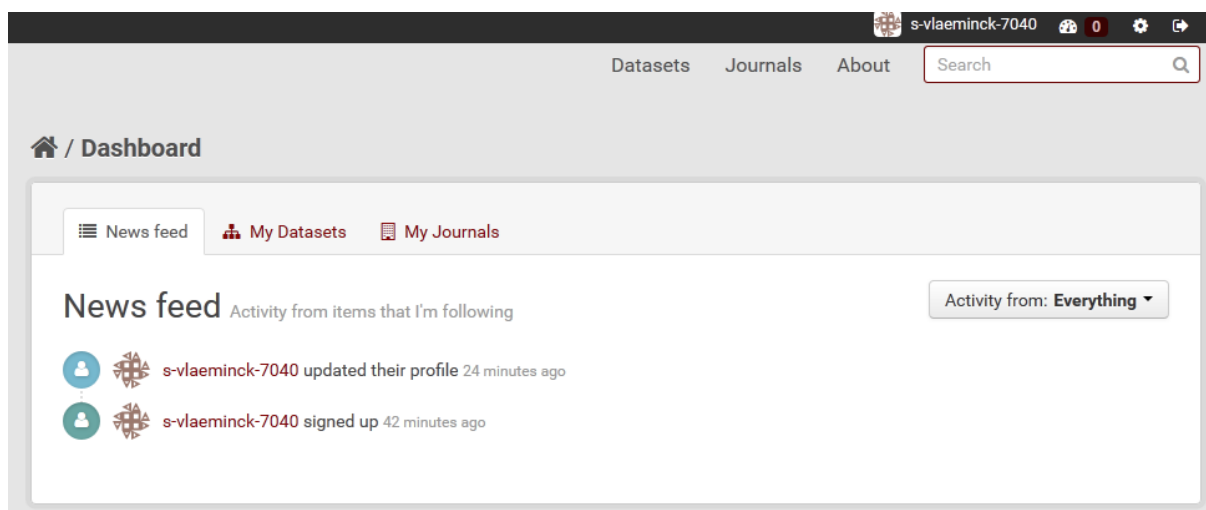 s-vlaeminck-7040 0
Datasets Journals About Search
/ Dashboard
News feed My Datasets My Journals
News feed Activity from items that I'm following Activity from: Everything
s-vlaeminck-7040 updated their profile 24 minutes ago
s-vlaeminck-7040 signed up 42 minutes ago